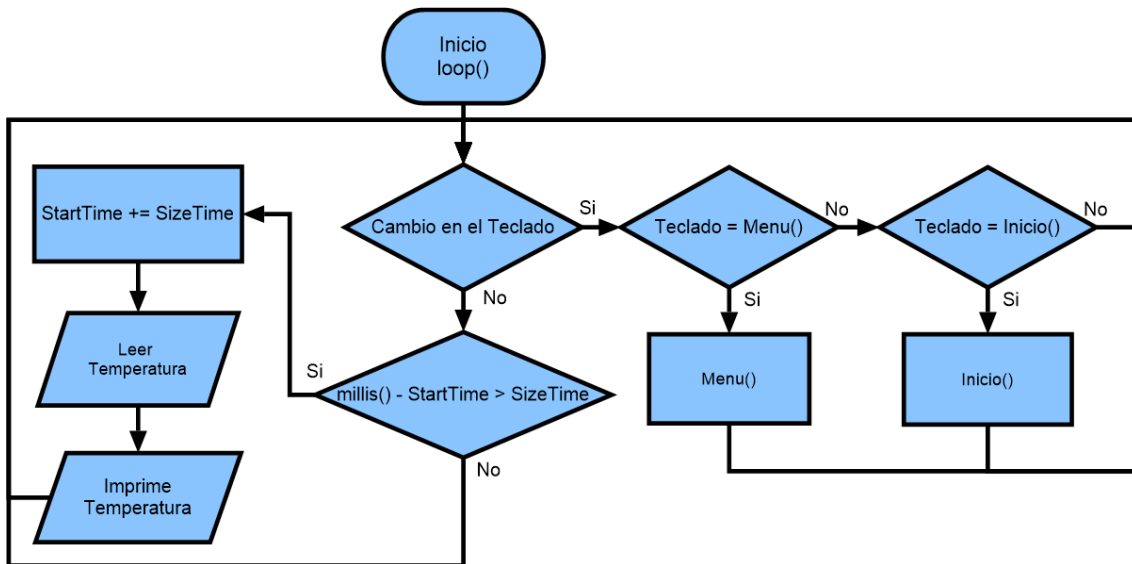 Inicio
loop()
Cambio en el Teclado
Si
Teclado = Menu()
No
Teclado = Inicio()
No
StartTime += SizeTime
No
Si
Si
Leer
Temperatura
Si
millis() - StartTime > SizeTime
Menu()
Inicio()
No
Imprime
Temperatura